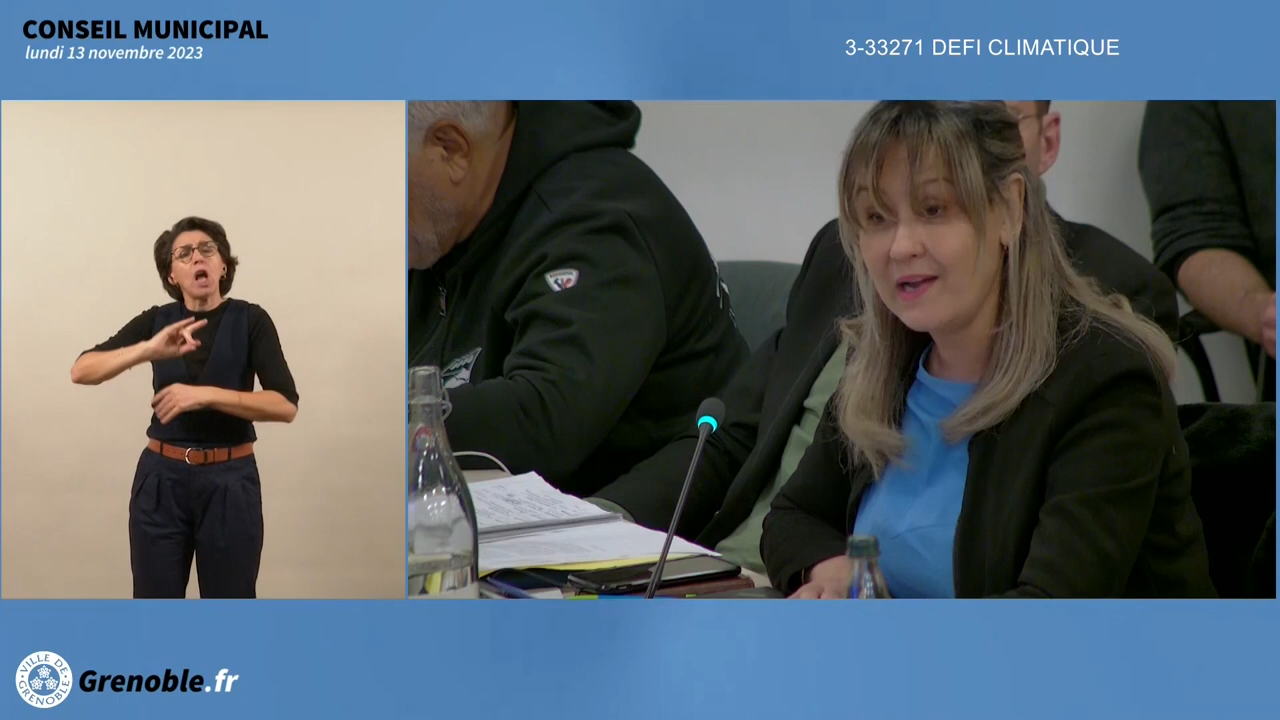 CONSEIL MUNICIPAL
lundi 13 novembre 2023
3-33271 DEFI CLIMATIQUE
VILLE DE
GRENOBLE
Grenoble.fr